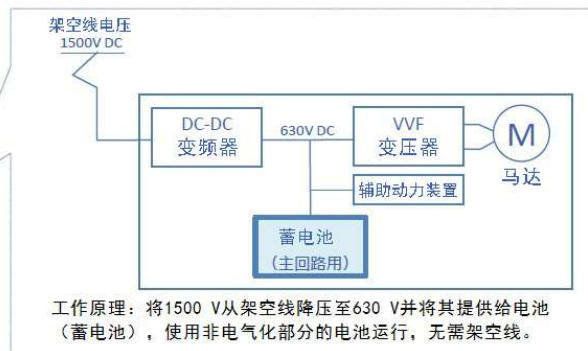 架空线电压
1500V DC
DC-DC
变频器
630V DC
VVF
变压器
M
马达
辅助动力装置
蓄电池
（主回路用）
工作原理：将1500 V从架空线降压至630 V并将其提供给电池
（蓄电池），使用非电气化部分的电池运行，无需架空线。